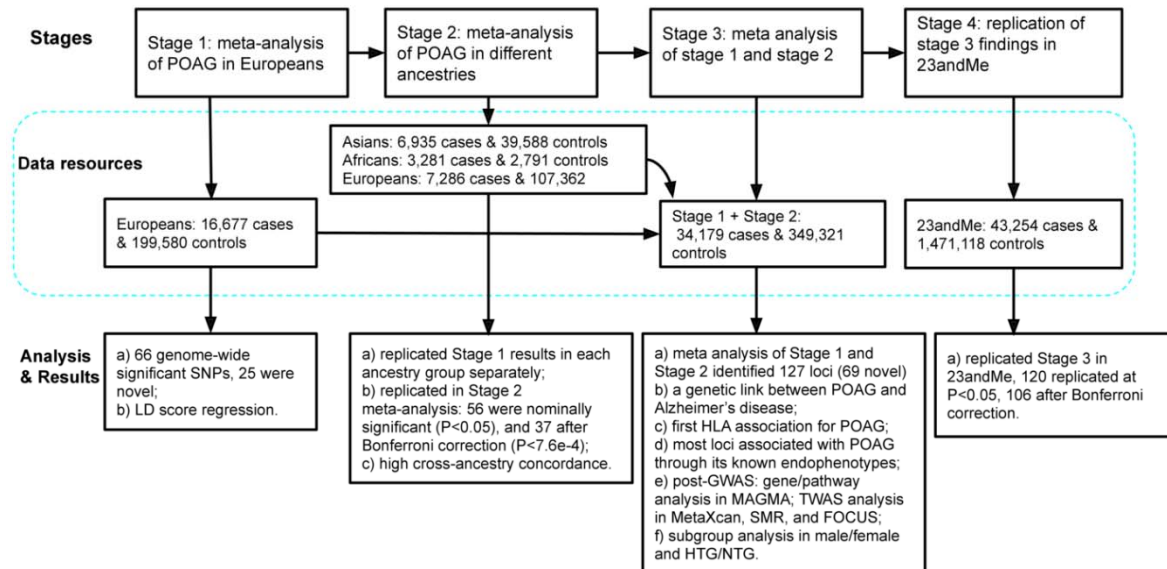 Stages
Stage 1: meta-analysis
of POAG in Europeans
Stage 2: meta-analysis
of POAG in different
ancestries
Stage 3: meta analysis
of stage 1 and stage 2
Stage 4: replication of
stage 3 findings in
23andMe
Data resources
Asians: 6,935 cases & 39,588 controls
Africans: 3,281 cases & 2,791 controls
Europeans: 7,286 cases & 107,362
Europeans: 16,677 cases
& 199,580 controls
Stage 1 + Stage 2:
34,179 cases & 349,321
controls
23andMe: 43,254 cases &
1,471,118 controls
Analysis
& Results
a) 66 genome-wide
significant SNPs, 25 were
novel;
b) LD score regression.
a) replicated Stage 1 results in each
ancestry group separately;
b) replicated in Stage 2
meta-analysis: 56 were nominally
significant (P<0.05), and 37 after
Bonferroni correction (P<7.6e-4);
c) high cross-ancestry concordance.
a) meta analysis of Stage 1 and
Stage 2 identified 127 loci (69 novel)
b) a genetic link between POAG and
Alzheimer's disease;
c) first HLA association for POAG;
d) most loci associated with POAG
through its known endophenotypes;
e) post-GWAS: gene/pathway
analysis in MAGMA; TWAS analysis
in MetaXcan, SMR, and FOCUS;
f) subgroup analysis in male/female
and HTG/NTG.
a) replicated Stage 3 in
23andMe, 120 replicated at
P<0.05, 106 after Bonferroni
correction.